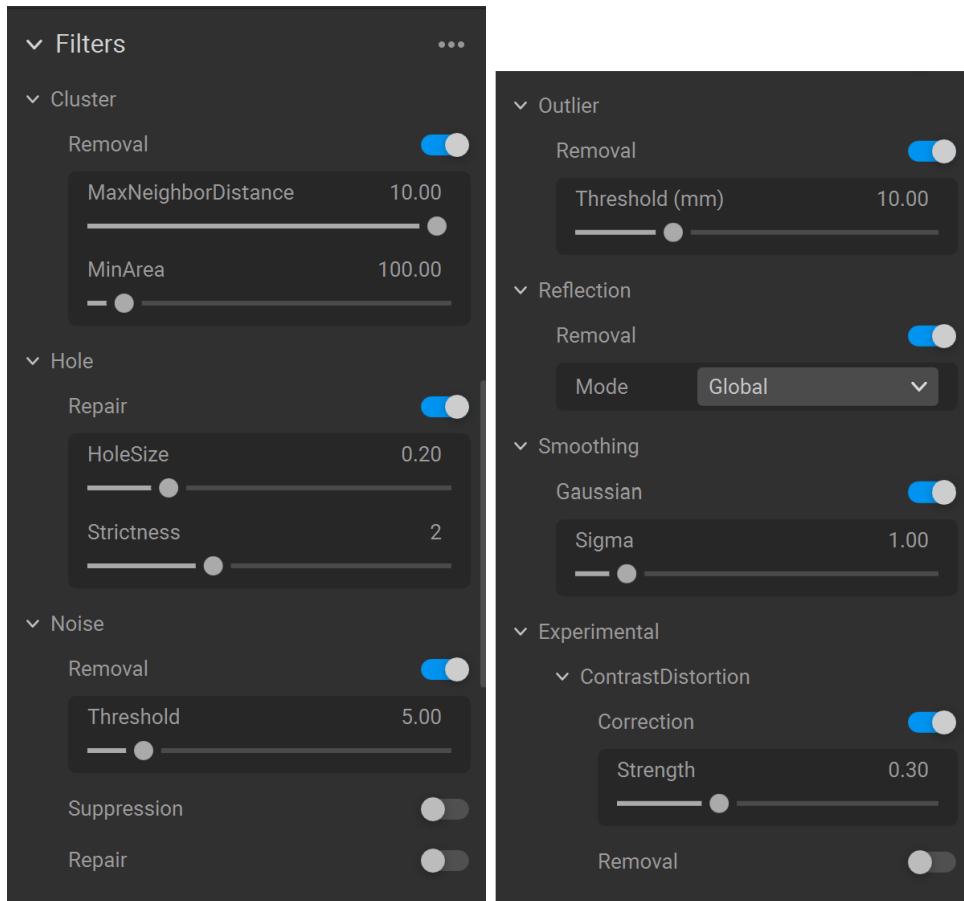 Filters
Cluster
Removal
MaxNeighborDistance 10.00
MinArea 100.00
Hole
Repair
HoleSize 0.20
Strictness 2
Noise
Removal
Threshold 5.00
Suppression
Repair
Outlier
Removal
Threshold (mm) 10.00
Reflection
Removal
Mode Global
Smoothing
Gaussian
Sigma 1.00
Experimental
ContrastDistortion
Correction
Strength 0.30
Removal